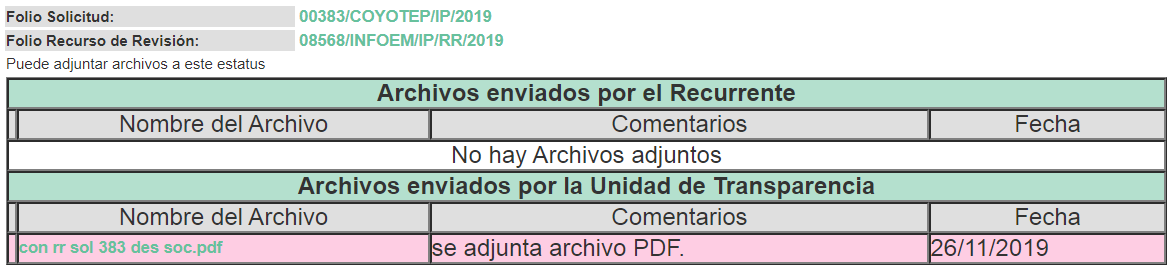 Folio Solicitud: 00383/COYOTEP/IP/2019
Folio Recurso de Revisión: 08568/INFOEM/IP/RR/2019
Puede adjuntar archivos a este estatus
Archivos enviados por el Recurrente
Nombre del Archivo Comentarios Fecha
No hay Archivos adjuntos
Archivos enviados por la Unidad de Transparencia
Nombre del Archivo Comentarios Fecha
con rr sol 383 des soc.pdf se adjunta archivo PDF. 26/11/2019